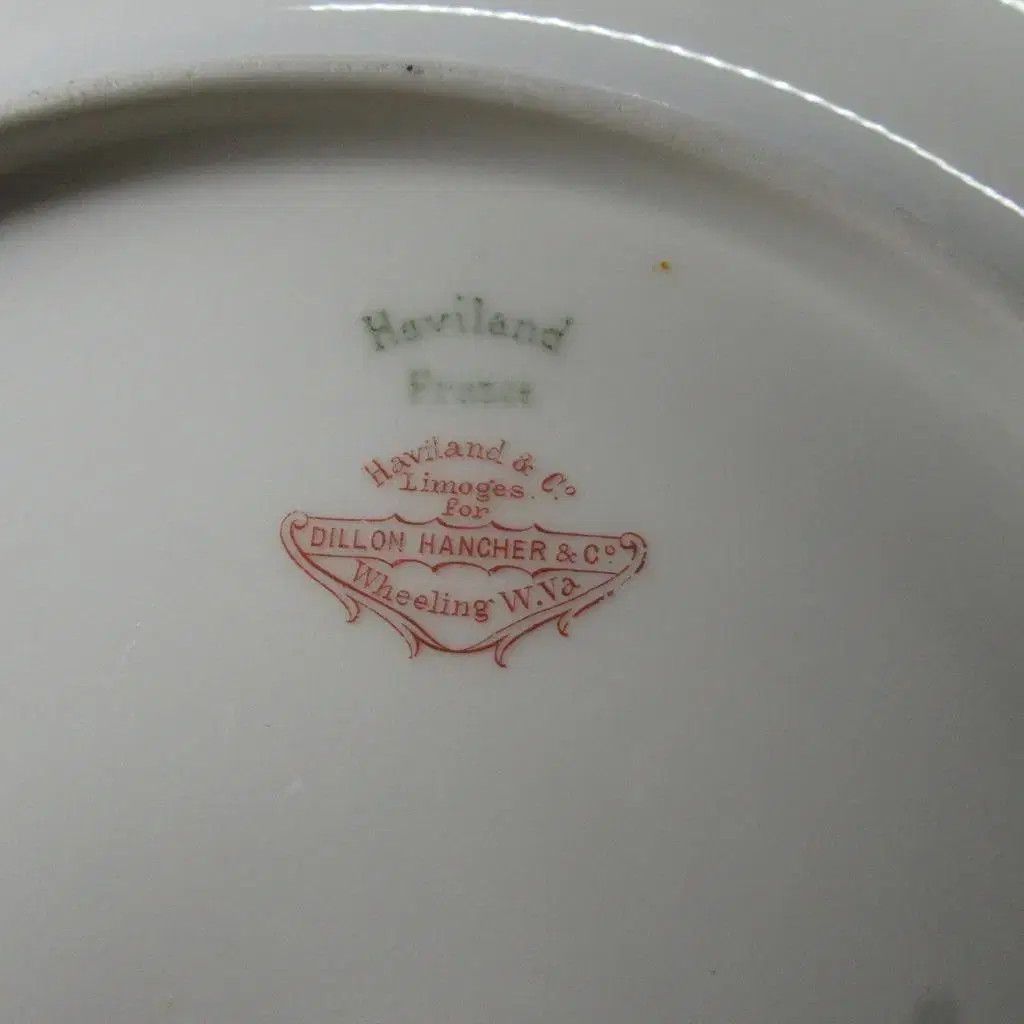 Haviland
France
Haviland & Co.
Limoges.
for
DILLON HANCHER & Co
Wheeling W.Va